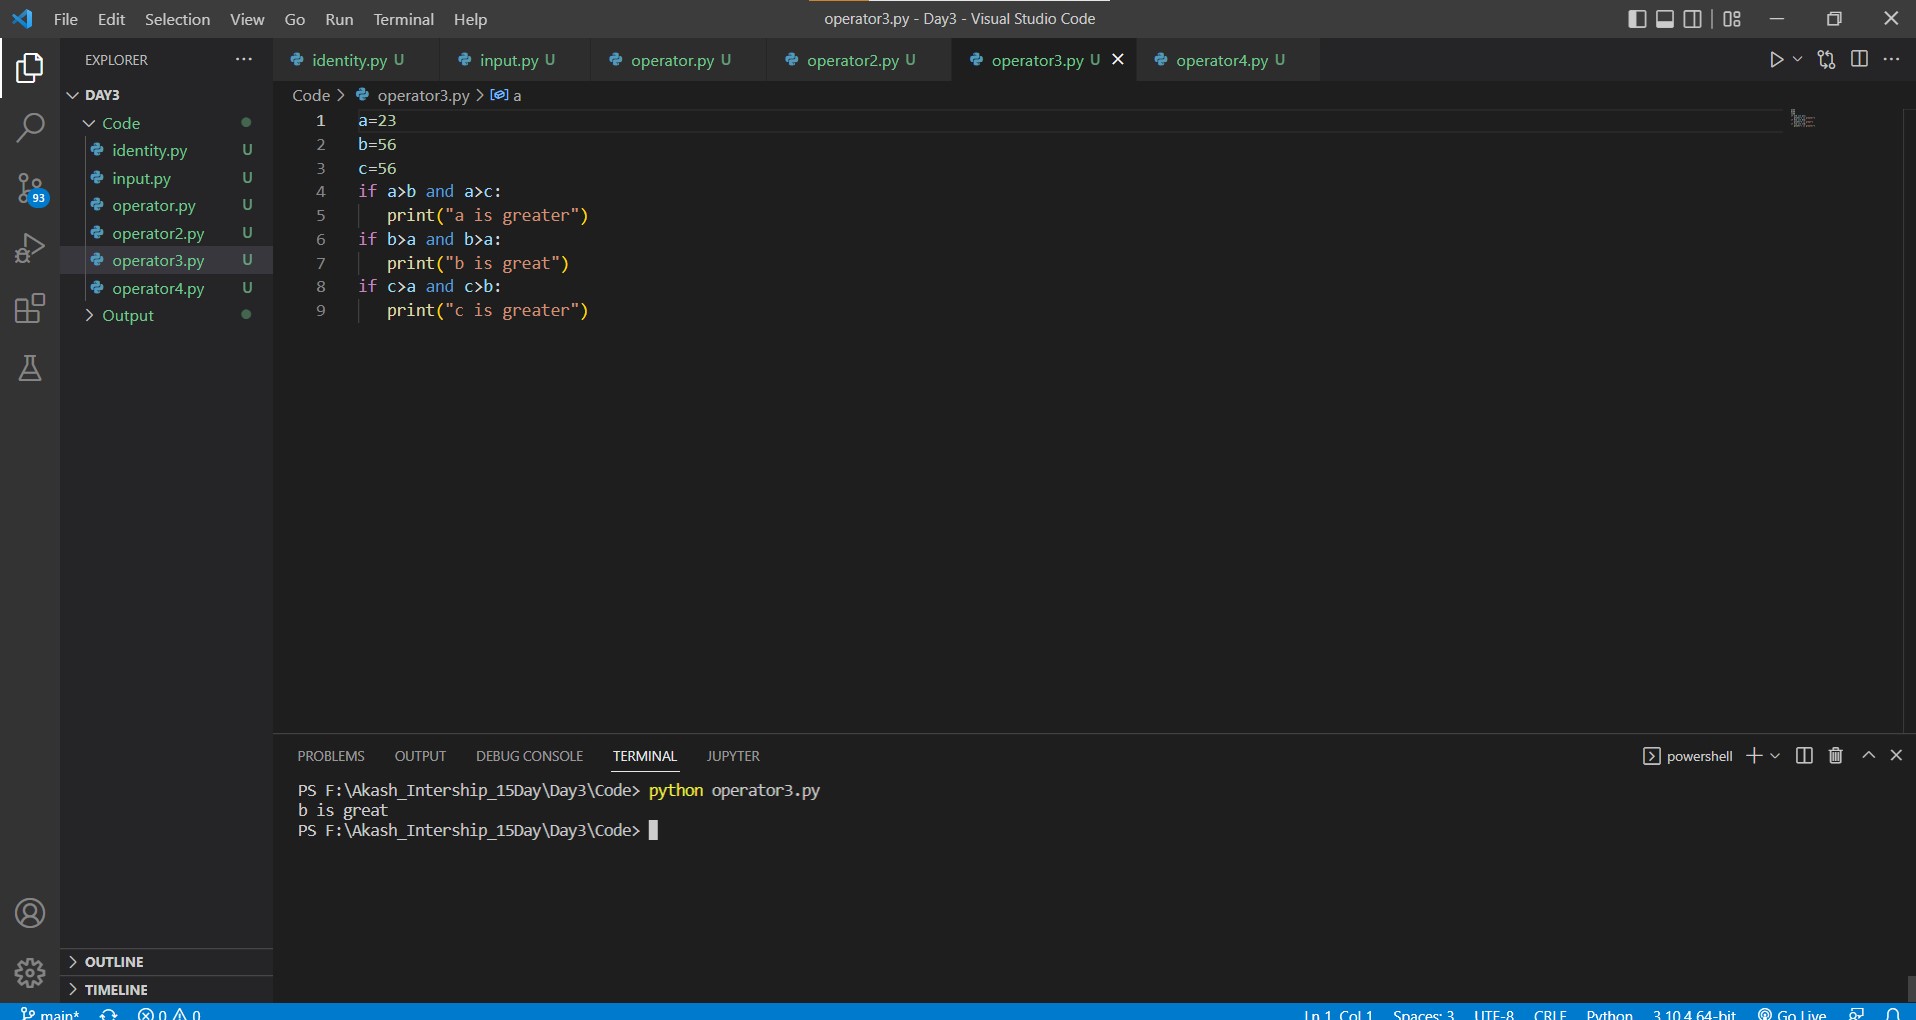 File Edit Selection View Go Run Terminal Help
operator3.py - Day3 - Visual Studio Code
EXPLORER
DAY3
Code
identity.py U
input.py U
operator.py U
operator2.py U
operator3.py U
operator4.py U
Output
OUTLINE
TIMELINE
93
identity.py U input.py U operator.py U operator2.py U operator3.py U operator4.py U
Code > operator3.py > a
1 a=23
2 b=56
3 c=56
4 if a>b and a>c:
5 print("a is greater")
6 if b>a and b>a:
7 print("b is great")
8 if c>a and c>b:
9 print("c is greater")
PROBLEMS OUTPUT DEBUG CONSOLE TERMINAL JUPYTER
powershell
PS F:\Akash_Intership_15Day\Day3\Code> python operator3.py
b is great
PS F:\Akash_Intership_15Day\Day3\Code>
main* 0 0 Ln 1, Col 1 Spaces: 3 UTF-8 CRLF Python 3.10.4 64-bit Go Live